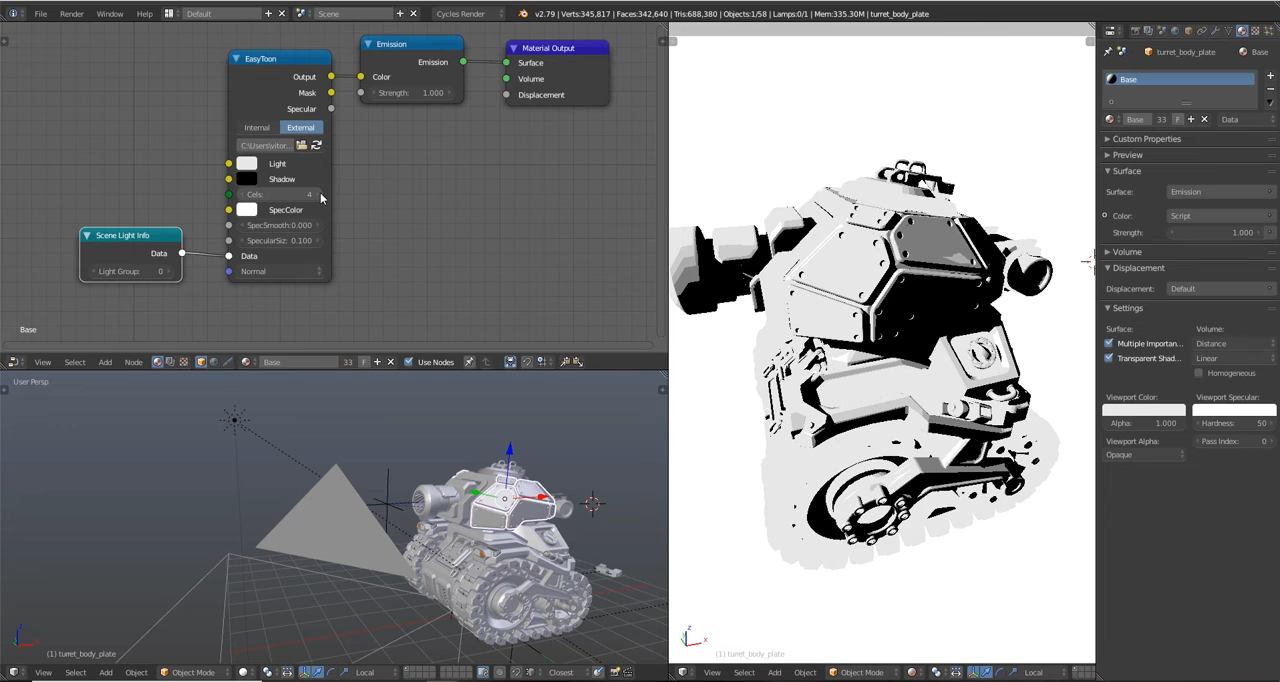 File Render Window Help Default Scene Cycles Render v2.79 | Verts:345,817 | Faces:342,640 | Tris:688,380 | Objects:1/58 | Lamps:0/1 | Mem:335.30M | turret_body_plate
EasyToon
Output
Mask
Specular
Internal External
C:\Users\vitor...
Light
Shadow
Cels: 4
SpecColor
SpecSmooth:0.000
SpecularSiz: 0.100
Data
Normal
Emission
Emission
Color
Strength: 1.000
Material Output
Surface
Volume
Displacement
Scene Light Info
Data
Light Group: 0
Base
View Select Add Node Base 33 F Use Nodes
User Persp
(1) turret_body_plate
View Select Add Object Object Mode Local Closest
(1) turret_body_plate
View Select Add Object Object Mode Local
turret_body_plate Base
Base
Base 33 F Data
Custom Properties
Preview
Surface
Surface: Emission
Color: Script
Strength: 1.000
Volume
Displacement
Displacement: Default
Settings
Surface: Volume:
Multiple Importan... Distance
Transparent Shad... Linear
Homogeneous
Viewport Color: Viewport Specular:
Alpha: 1.000 Hardness: 50
Viewport Alpha: Pass Index: 0
Opaque